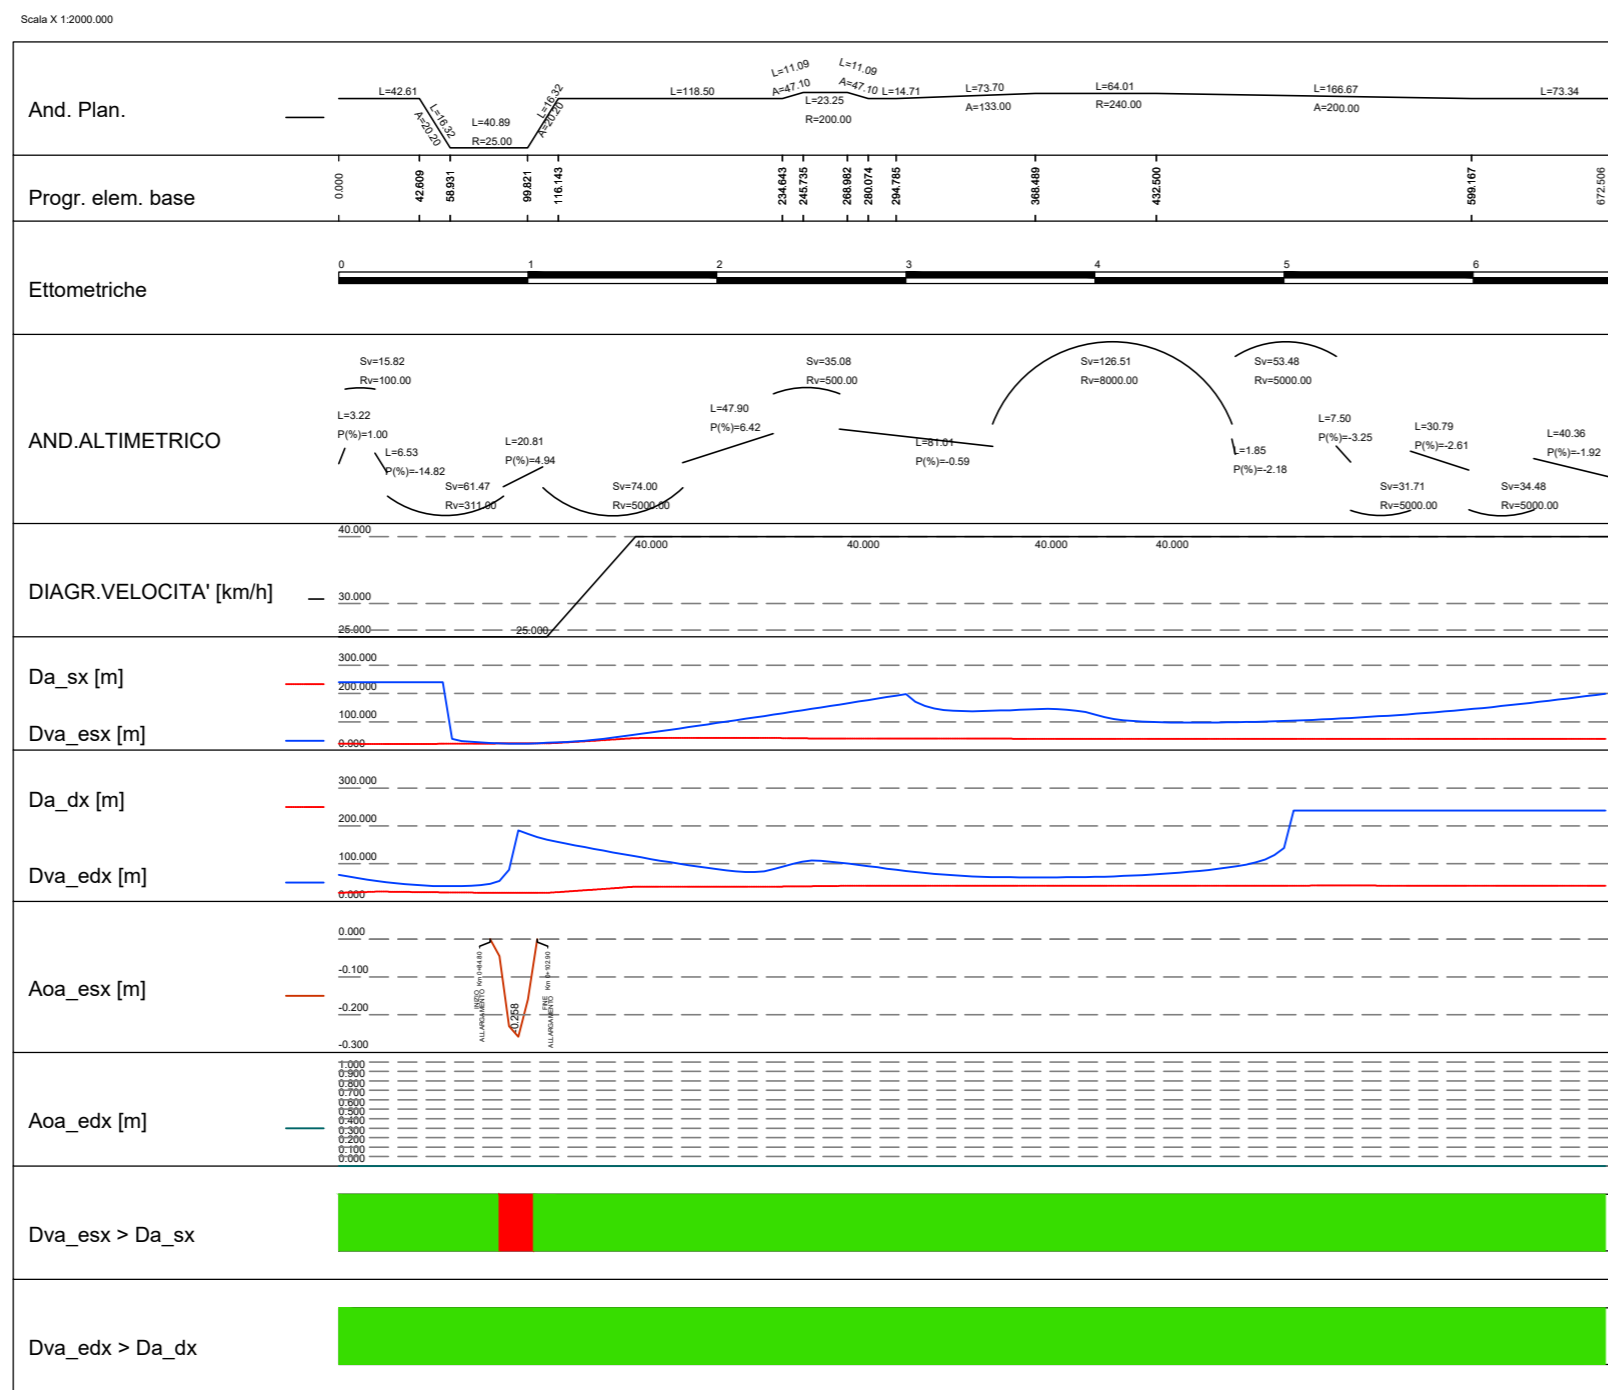 Scala X 1:2000.000
And. Plan.
L=42.61
L=16.32
A=20.20
L=40.89
R=25.00
L=16.32
A=20.20
L=118.50
L=11.09
A=47.10
L=23.25
R=200.00
L=11.09
A=47.10
L=14.71
L=73.70
A=133.00
L=64.01
R=240.00
L=166.67
A=200.00
L=73.34
Progr. elem. base
0.000
42.609
58.931
99.821
116.143
234.643
245.735
268.982
280.074
294.785
368.489
432.500
599.167
672.506
Ettometriche
0 1 2 3 4 5 6
AND.ALTIMETRICO
Sv=15.82
Rv=100.00
L=3.22
P(%)=1.00
L=6.53
P(%)=-14.82
Sv=61.47
Rv=311.00
L=20.81
P(%)=4.94
Sv=74.00
Rv=5000.00
L=47.90
P(%)=6.42
Sv=35.08
Rv=500.00
L=81.01
P(%)=-0.59
Sv=126.51
Rv=8000.00
L=1.85
P(%)=-2.18
Sv=53.48
Rv=5000.00
L=7.50
P(%)=-3.25
Sv=31.71
Rv=5000.00
L=30.79
P(%)=-2.61
Sv=34.48
Rv=5000.00
L=40.36
P(%)=-1.92
DIAGR.VELOCITA' [km/h]
40.000
30.000
25.000
25.000
40.000
40.000
40.000
40.000
Da_sx [m]
Dva_esx [m]
300.000
200.000
100.000
0.000
Da_dx [m]
Dva_edx [m]
300.000
200.000
100.000
0.000
Aoa_esx [m]
0.000
-0.100
-0.200
-0.300
INIZIO
ALLARGAMENTO Km 0+84.80
-0.258
FINE
ALLARGAMENTO Km 0+102.90
Aoa_edx [m]
1.000
0.900
0.800
0.700
0.600
0.500
0.400
0.300
0.200
0.100
0.000
Dva_esx > Da_sx
Dva_edx > Da_dx